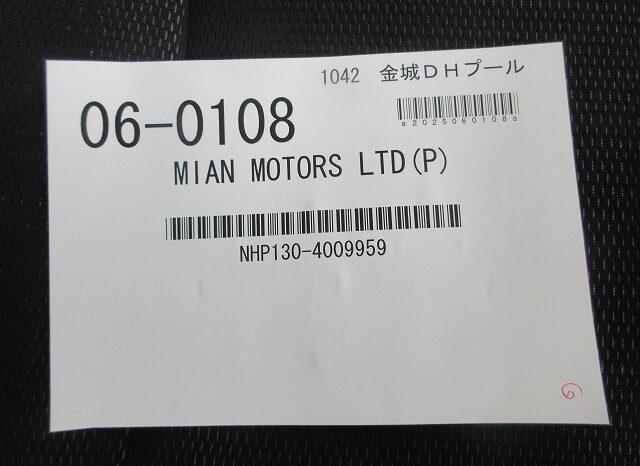 1042 金城DHプール
06-0108
a2025060108a
MIAN MOTORS LTD(P)
NHP130-4009959